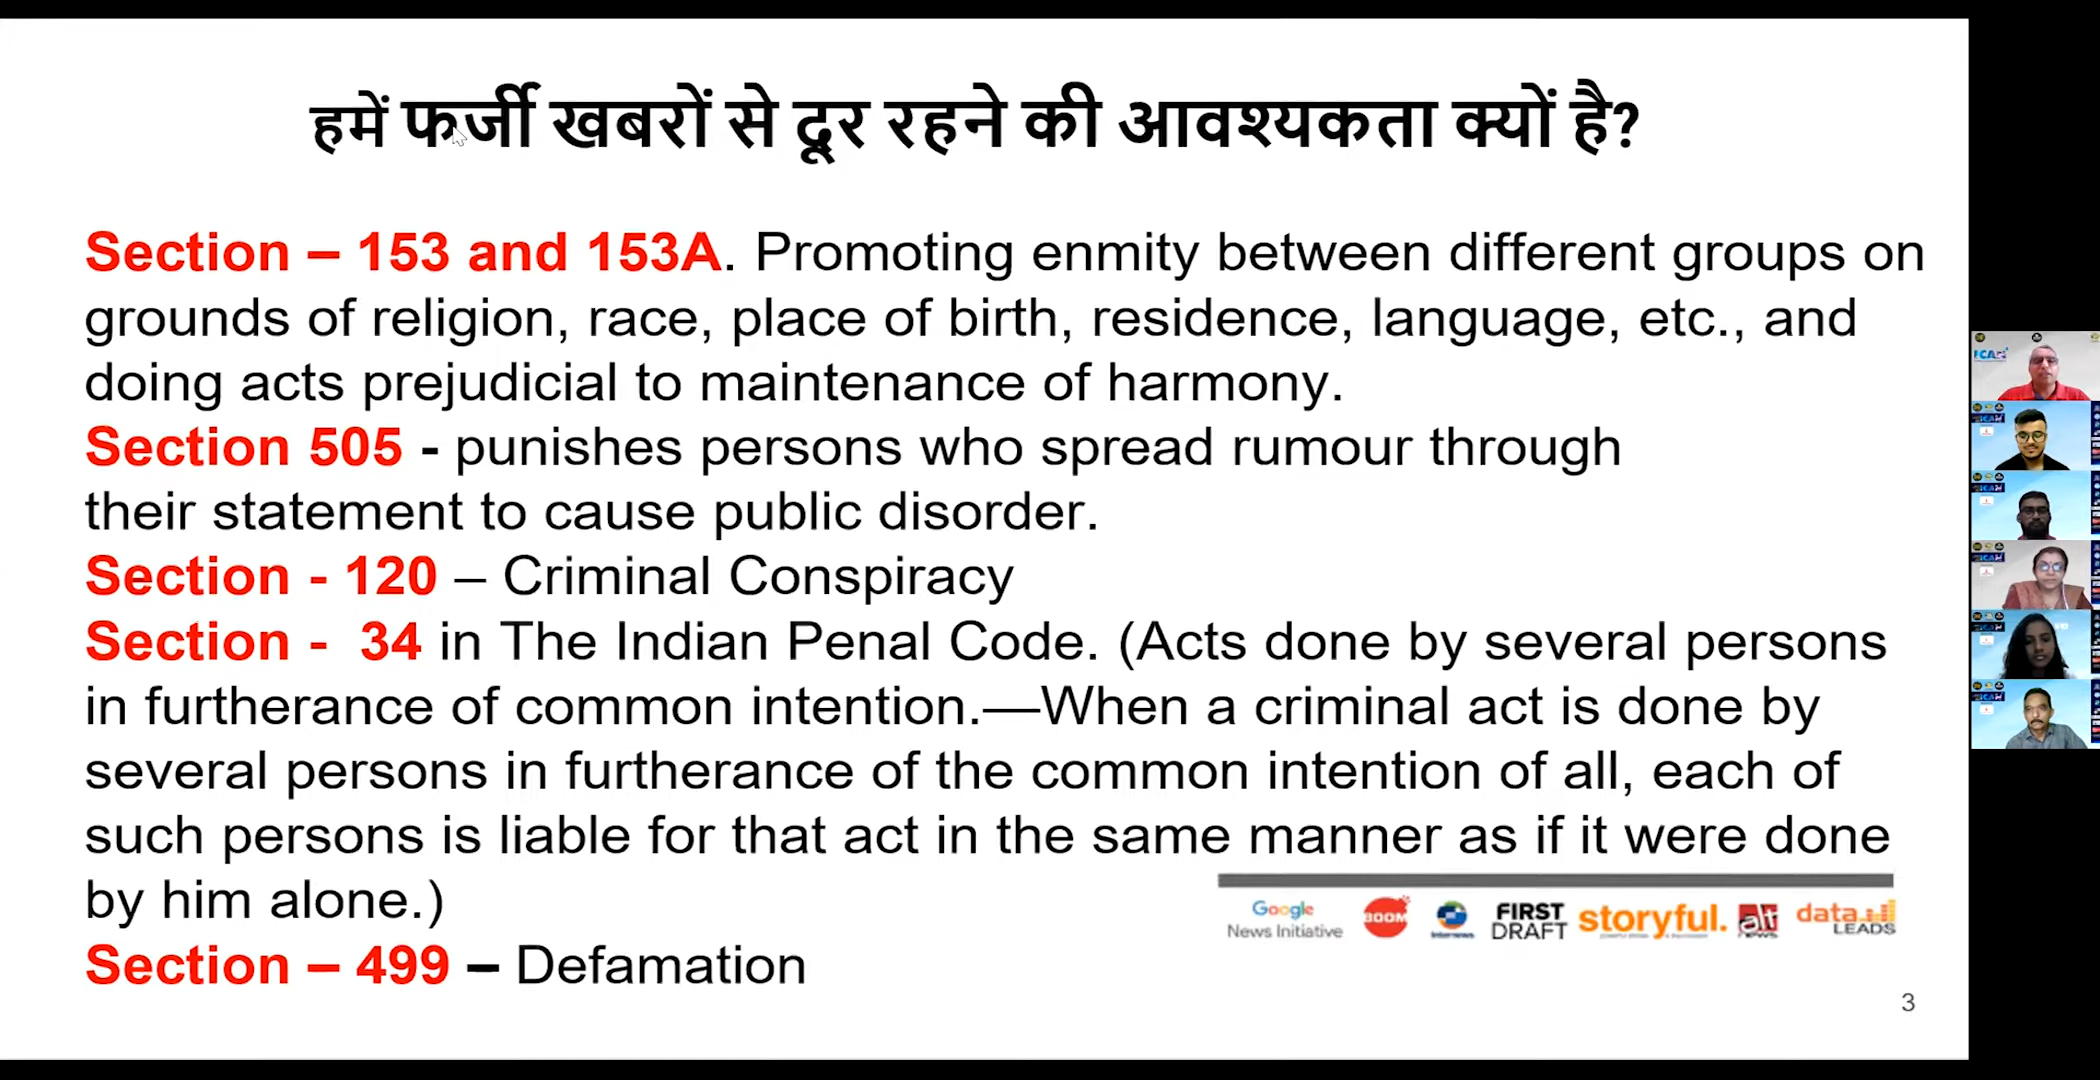 हमें फर्जी खबरों से दूर रहने की आवश्यकता क्यों है?
Section – 153 and 153A. Promoting enmity between different groups on
grounds of religion, race, place of birth, residence, language, etc., and
doing acts prejudicial to maintenance of harmony.
Section 505 - punishes persons who spread rumour through
their statement to cause public disorder.
Section - 120 – Criminal Conspiracy
Section - 34 in The Indian Penal Code. (Acts done by several persons
in furtherance of common intention.—When a criminal act is done by
several persons in furtherance of the common intention of all, each of
such persons is liable for that act in the same manner as if it were done
by him alone.)
Section – 499 – Defamation
Google News Initiative
BOOM
Internews
FIRST DRAFT
storyful.
alt NEWS
data LEADS
3